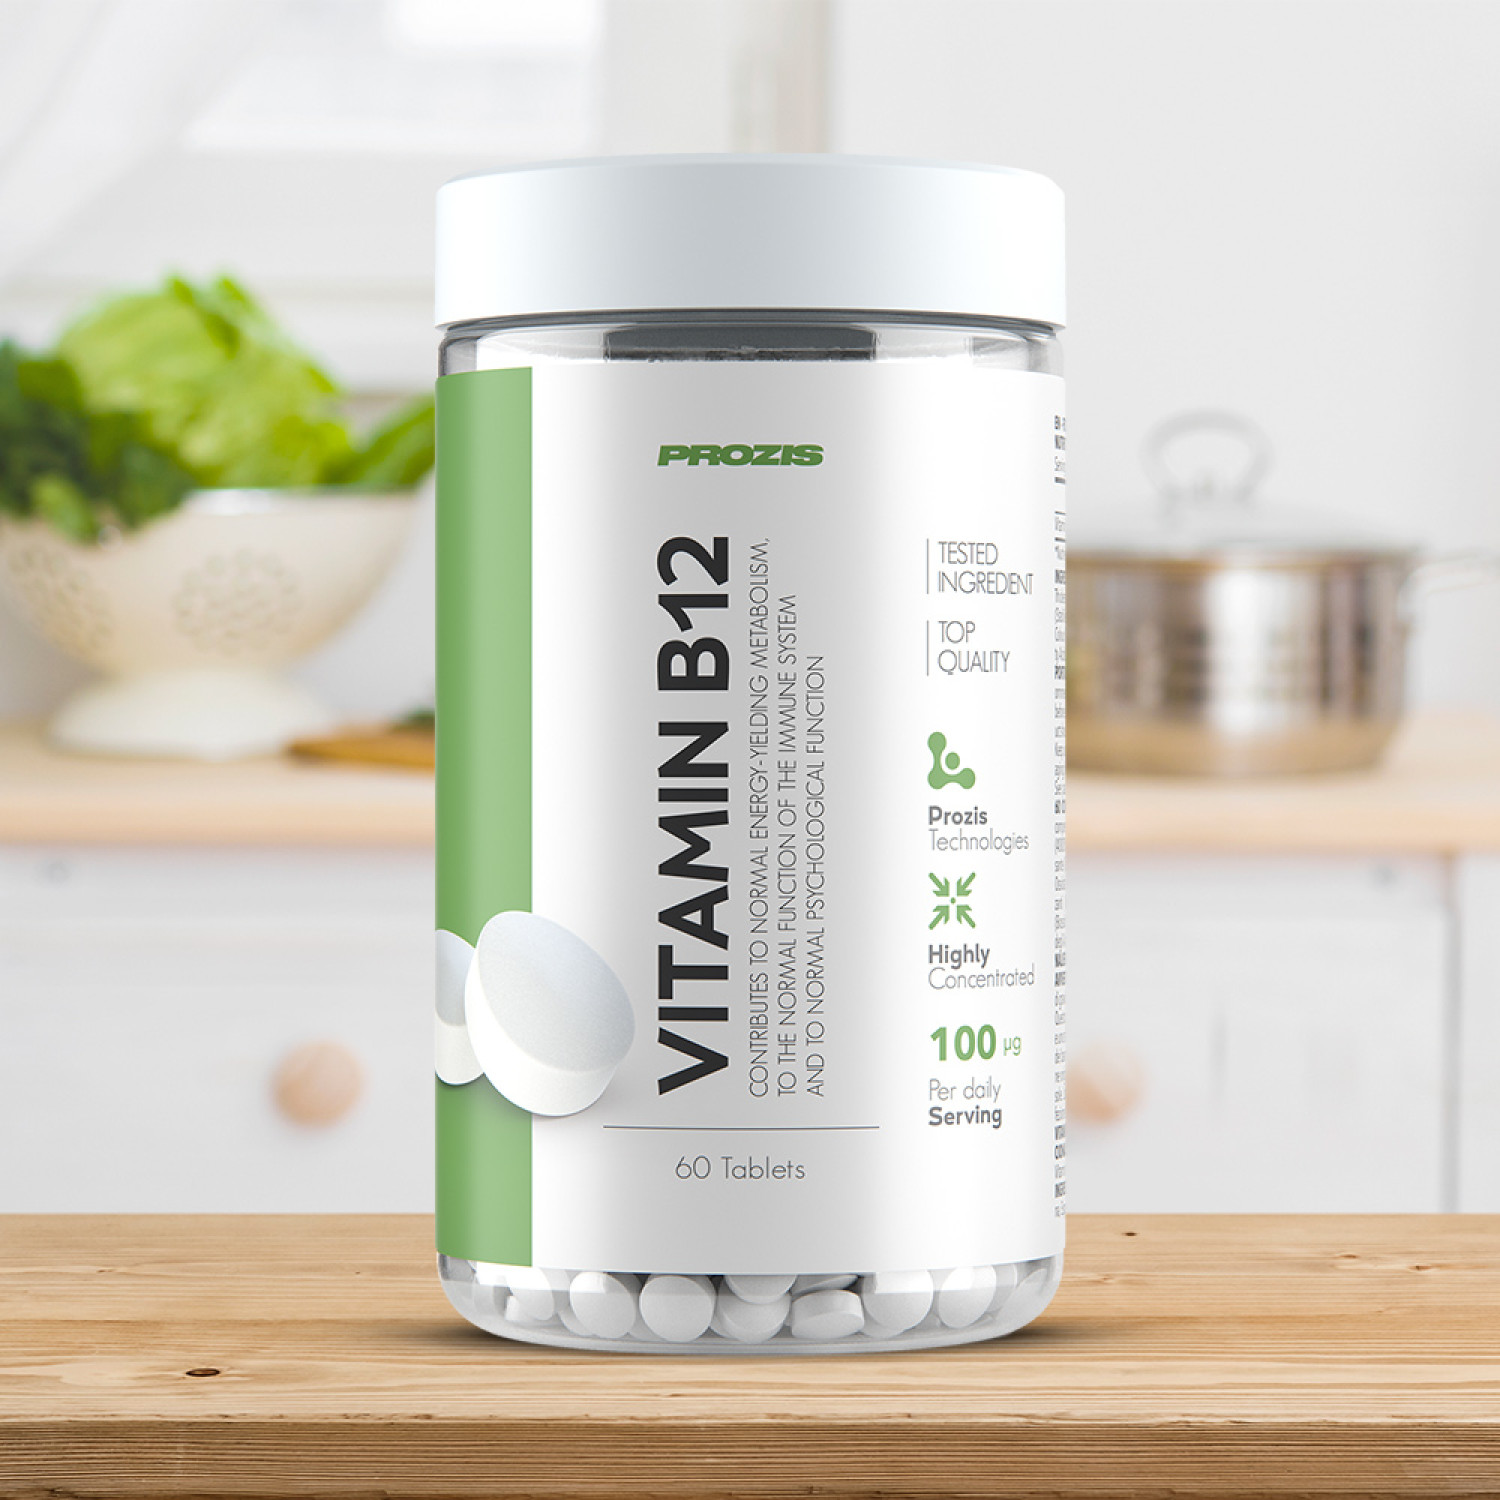 PROZIS
VITAMIN B12
CONTRIBUTES TO NORMAL ENERGY-YIELDING METABOLISM,
TO THE NORMAL FUNCTION OF THE IMMUNE SYSTEM
AND TO NORMAL PSYCHOLOGICAL FUNCTION
60 Tablets
TESTED
INGREDIENT
TOP
QUALITY
Prozis
Technologies
Highly
Concentrated
100 µg
Per daily
Serving